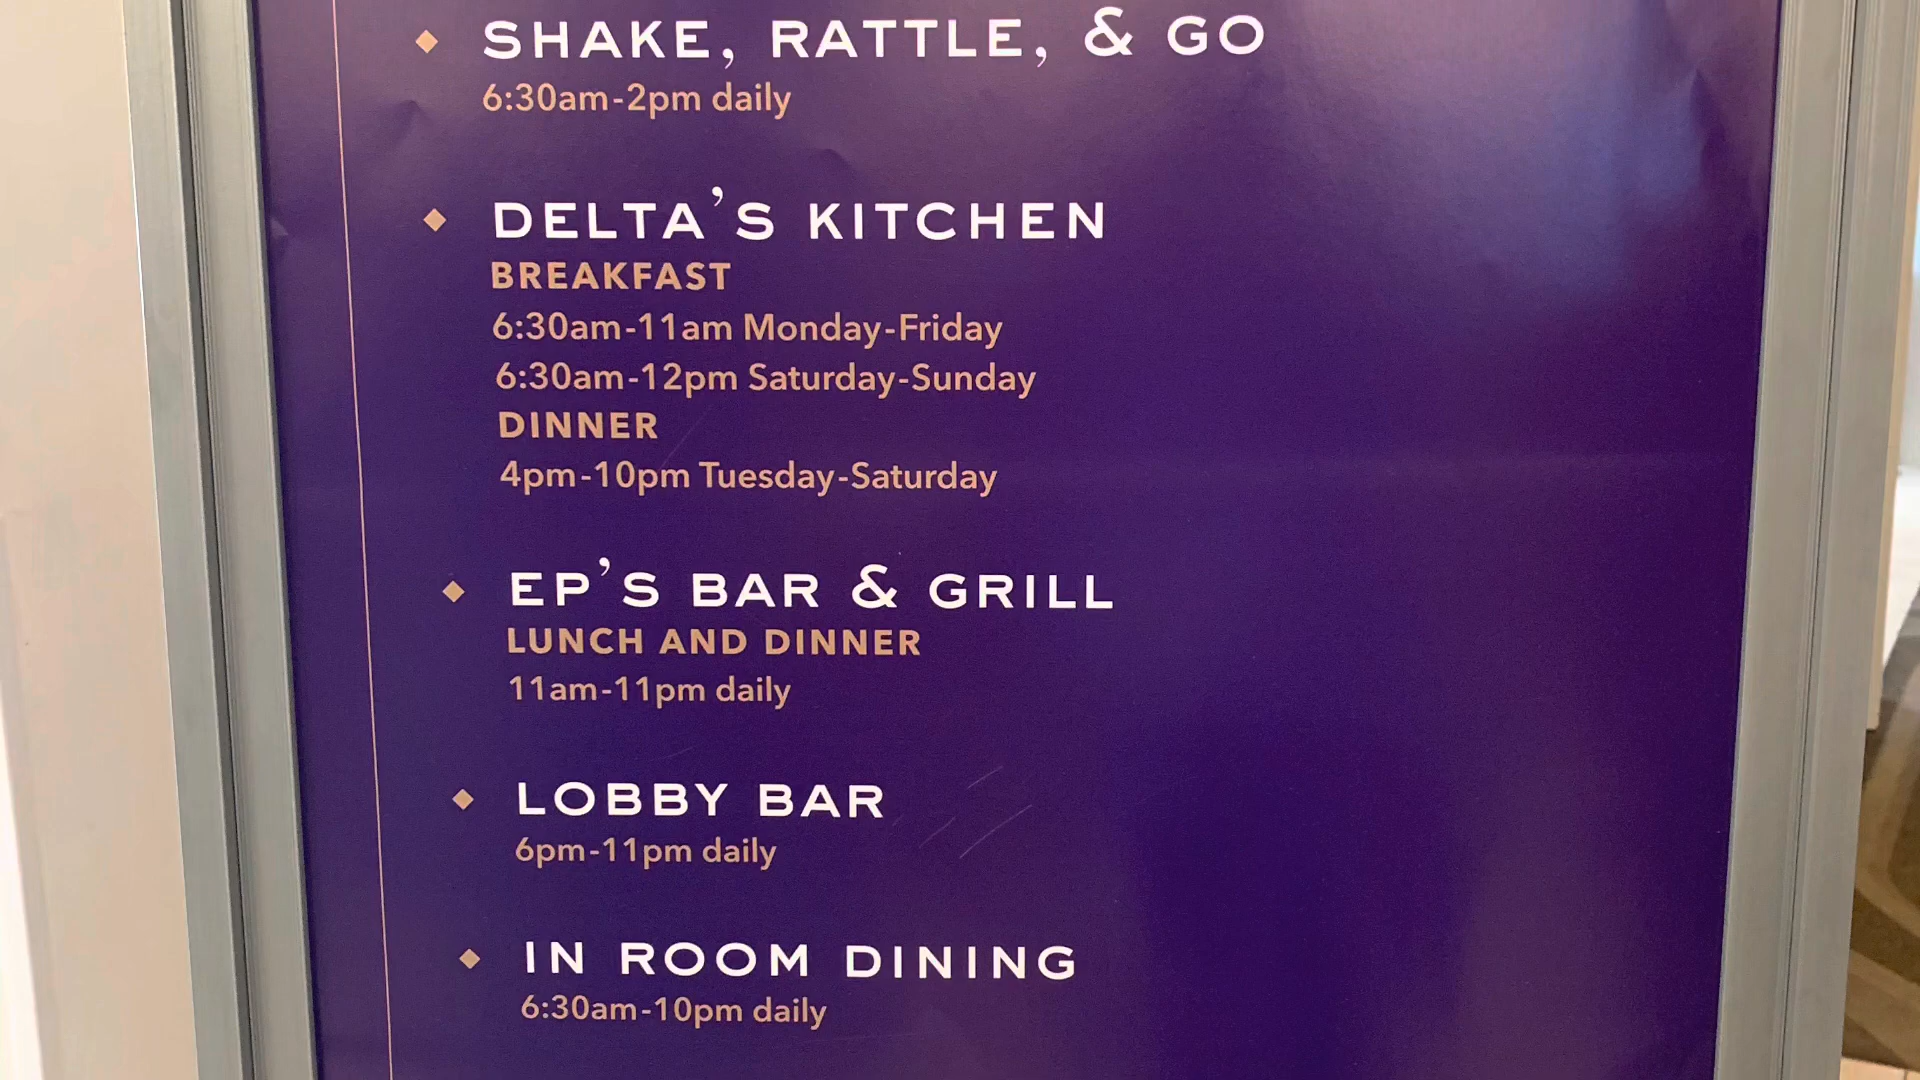 SHAKE, RATTLE, & GO
6:30am-2pm daily
DELTA'S KITCHEN
BREAKFAST
6:30am-11am Monday-Friday
6:30am-12pm Saturday-Sunday
DINNER
4pm-10pm Tuesday-Saturday
EP'S BAR & GRILL
LUNCH AND DINNER
11am-11pm daily
LOBBY BAR
6pm-11pm daily
IN ROOM DINING
6:30am-10pm daily